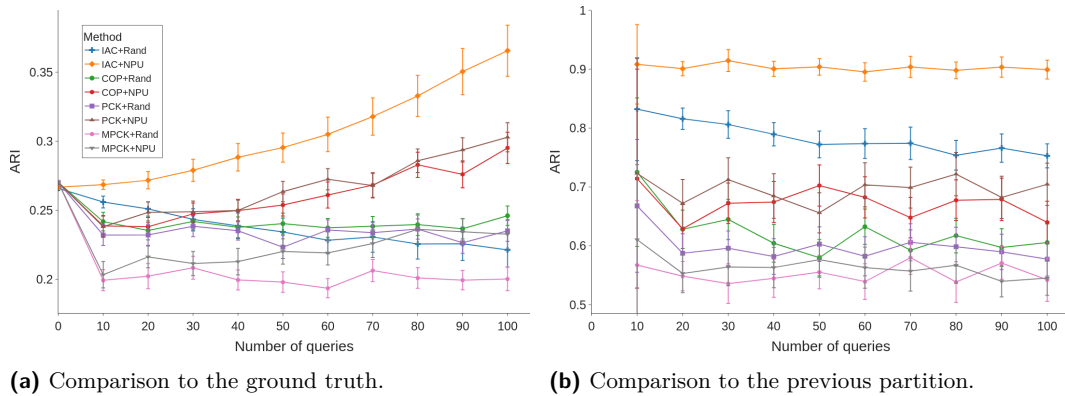 Method
IAC+Rand
IAC+NPU
COP+Rand
COP+NPU
PCK+Rand
PCK+NPU
MPCK+Rand
MPCK+NPU
ARI
0.35
0.3
0.25
0.2
0 10 20 30 40 50 60 70 80 90 100
Number of queries
(a) Comparison to the ground truth.
ARI
1
0.9
0.8
0.7
0.6
0.5
0 10 20 30 40 50 60 70 80 90 100
Number of queries
(b) Comparison to the previous partition.